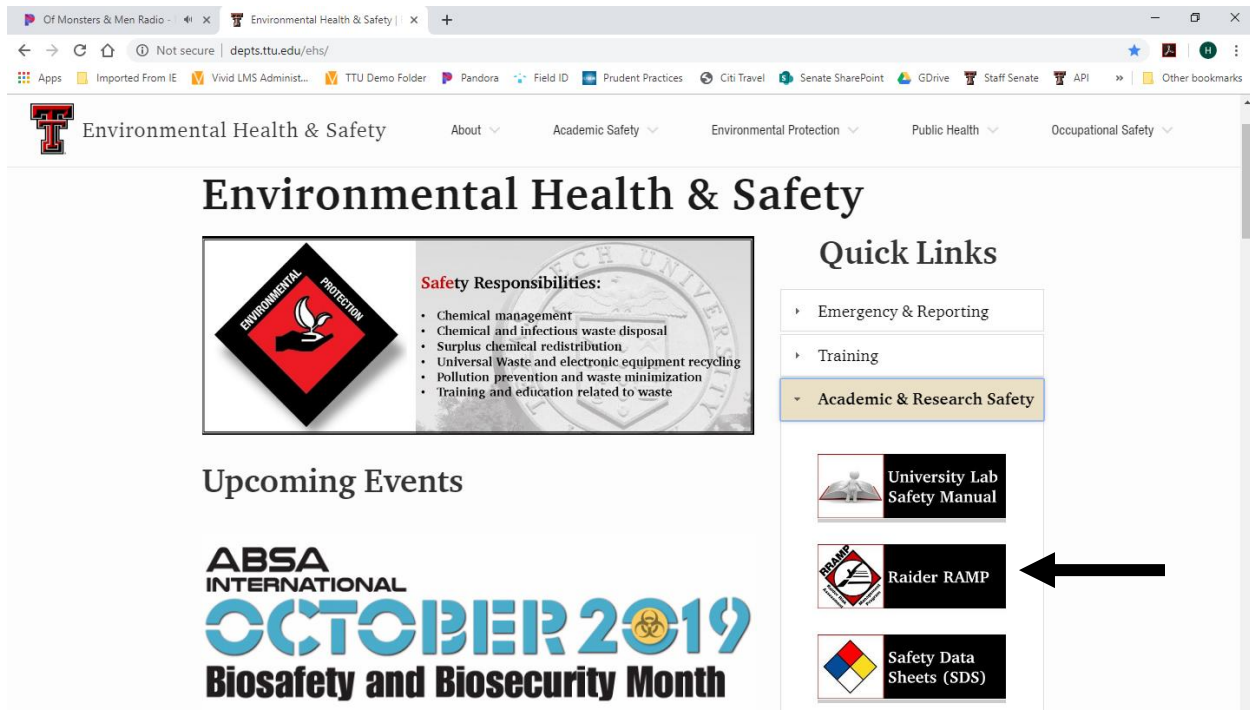 Of Monsters & Men Radio -
Environmental Health & Safety |
Not secure | depts.ttu.edu/ehs/
H
Apps
Imported From IE
Vivid LMS Administ...
TTU Demo Folder
Pandora
Field ID
Prudent Practices
Citi Travel
Senate SharePoint
GDrive
Staff Senate
API
»
Other bookmarks
Environmental Health & Safety
About
Academic Safety
Environmental Protection
Public Health
Occupational Safety
Environmental Health & Safety
ENVIRONMENTAL PROTECTION
Safety Responsibilities:
• Chemical management
• Chemical and infectious waste disposal
• Surplus chemical redistribution
• Universal Waste and electronic equipment recycling
• Pollution prevention and waste minimization
• Training and education related to waste
Quick Links
Emergency & Reporting
Training
Academic & Research Safety
University Lab
Safety Manual
RRAMP
Raider RAMP
Safety Data
Sheets (SDS)
Upcoming Events
ABSA
INTERNATIONAL
OCTOBER 2019
Biosafety and Biosecurity Month